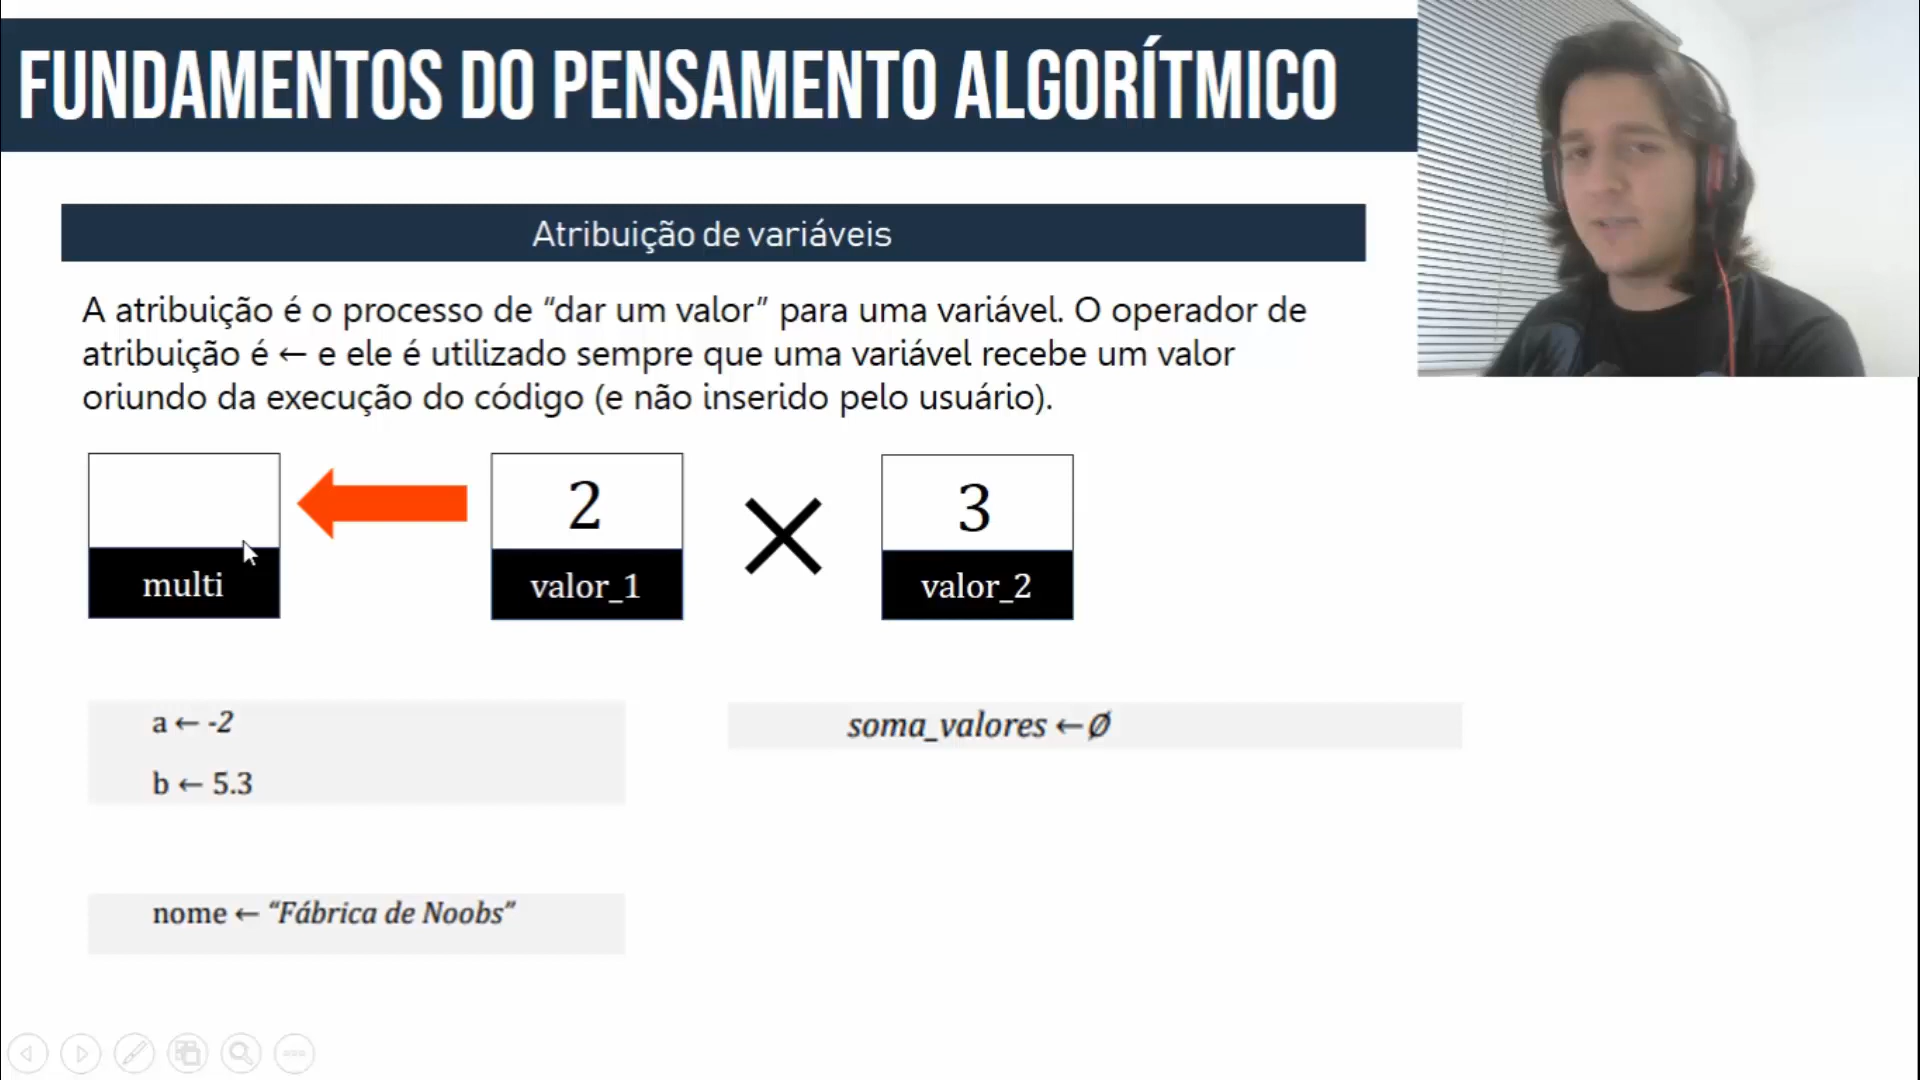 FUNDAMENTOS DO PENSAMENTO ALGORÍTMICO
Atribuição de variáveis
A atribuição é o processo de “dar um valor” para uma variável. O operador de
atribuição é ← e ele é utilizado sempre que uma variável recebe um valor
oriundo da execução do código (e não inserido pelo usuário).
2 × 3
multi valor_1 valor_2
a ← -2
b ← 5.3
soma_valores ← Ø
nome ← “Fábrica de Noobs”